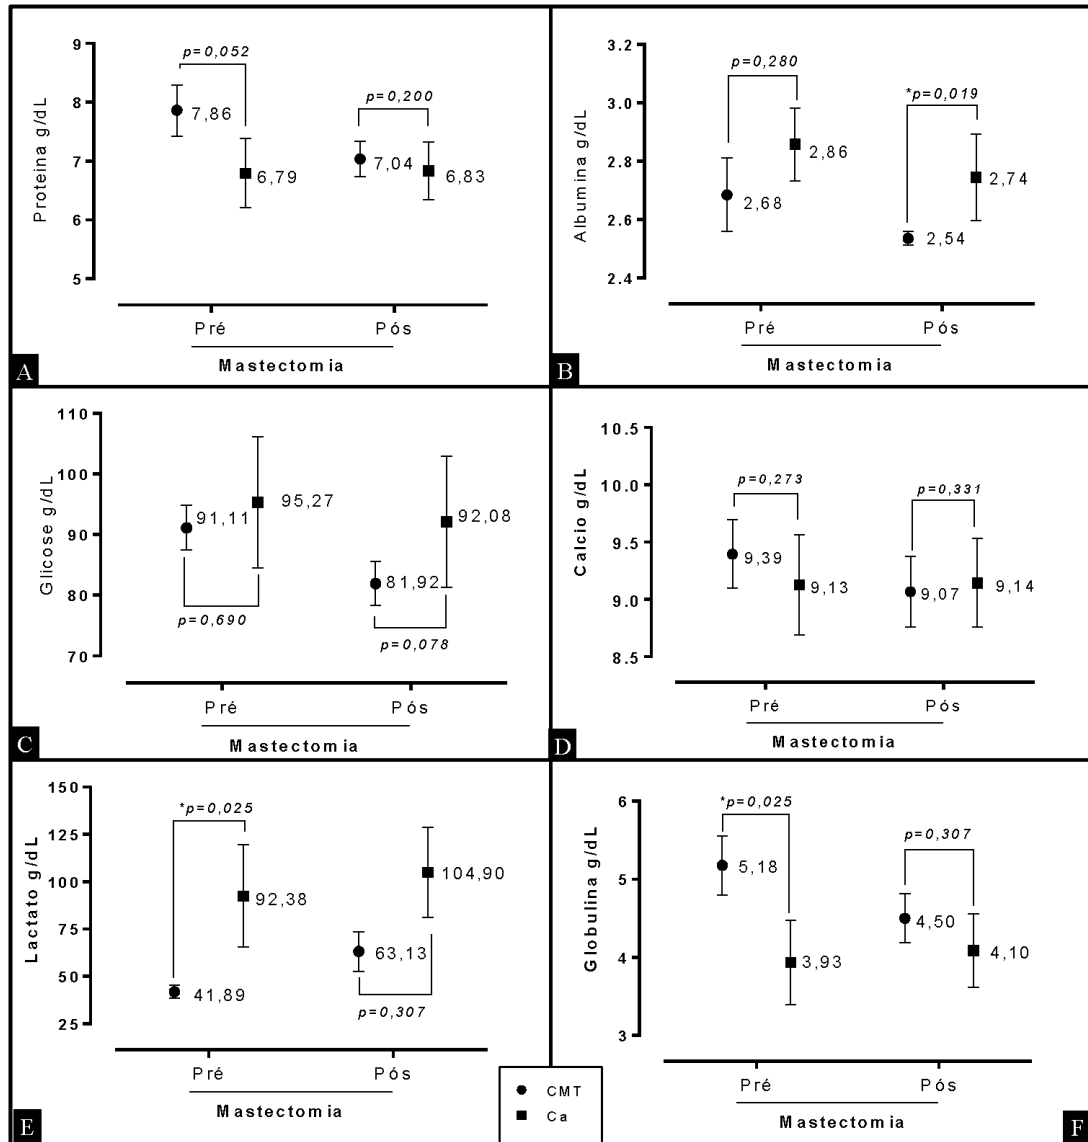 Proteina g/dL
9
8
7
6
5
p=0,052
7,86
6,79
p=0,200
7,04
6,83
Pré
Pós
Mastectomia
A
Albumina g/dL
3.2
3.0
2.8
2.6
2.4
p=0,280
2,68
2,86
*p=0,019
2,54
2,74
Pré
Pós
Mastectomia
B
Glicose g/dL
110
100
90
80
70
91,11
95,27
p=0,690
81,92
92,08
p=0,078
Pré
Pós
Mastectomia
C
Calcio g/dL
10.5
10.0
9.5
9.0
8.5
p=0,273
9,39
9,13
p=0,331
9,07
9,14
Pré
Pós
Mastectomia
D
Lactato g/dL
150
125
100
75
50
25
*p=0,025
41,89
92,38
63,13
104,90
p=0,307
Pré
Pós
Mastectomia
E
Globulina g/dL
6
5
4
3
*p=0,025
5,18
3,93
p=0,307
4,50
4,10
Pré
Pós
Mastectomia
F
CMT
Ca